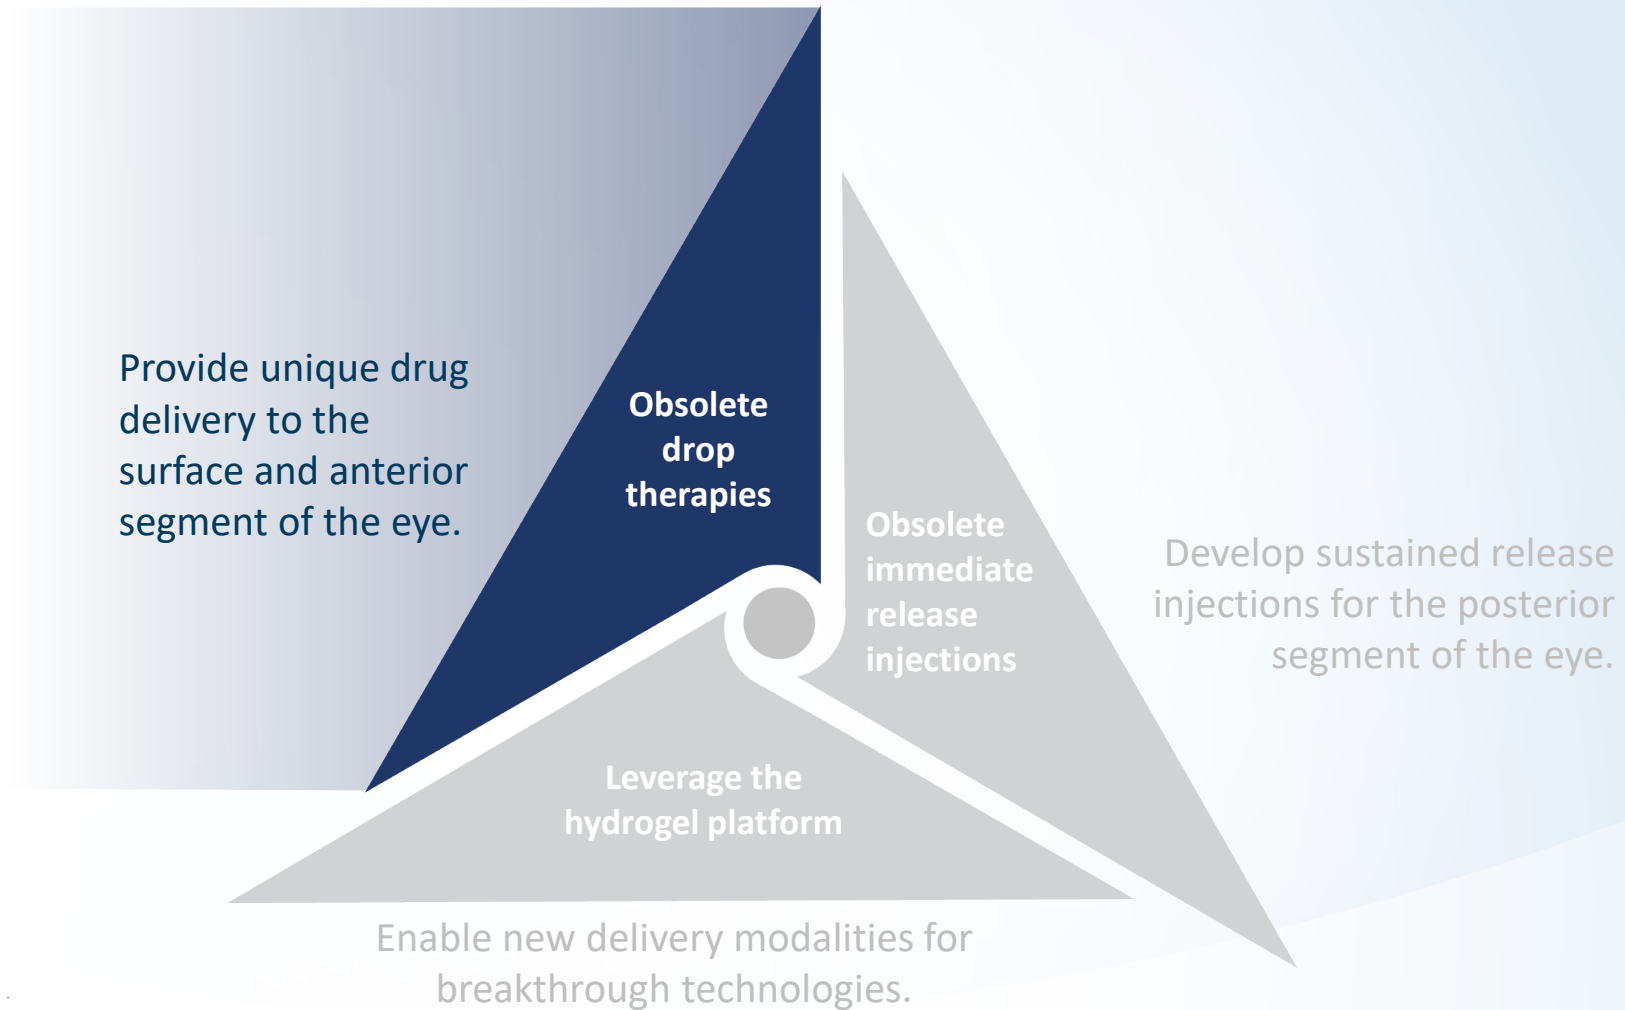 Provide unique drug
delivery to the
surface and anterior
segment of the eye.
Obsolete
drop
therapies
Obsolete
immediate
release
injections
Develop sustained release
injections for the posterior
segment of the eye.
Leverage the
hydrogel platform
Enable new delivery modalities for
breakthrough technologies.